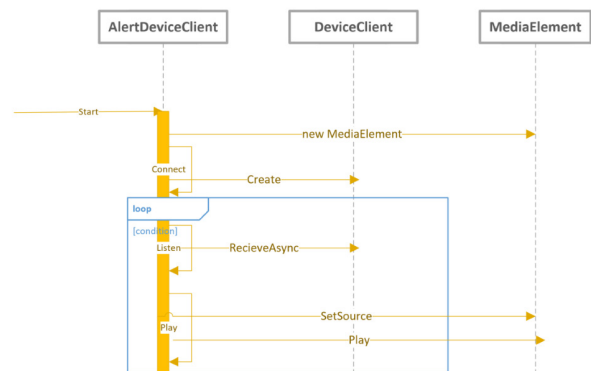 AlertDeviceClient
DeviceClient
MediaElement
Start
new MediaElement
Connect
Create
loop
[condition]
Listen
RecieveAsync
SetSource
Play
Play